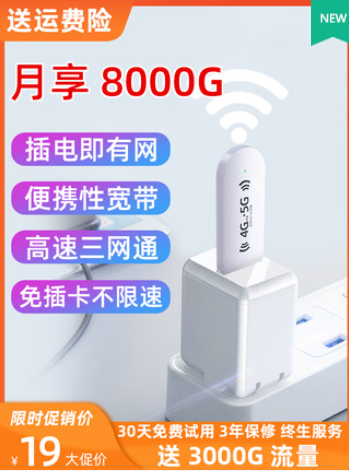 送运费险
NEW
月享 8000G
插电即有网
便携性宽带
高速三网通
免插卡不限速
4G·5G
限时促销价
¥19大促价
30天免费试用 3年保修 终生服务
送 3000G 流量